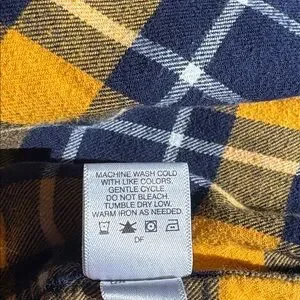 MACHINE WASH COLD
WITH LIKE COLORS.
GENTLE CYCLE.
DO NOT BLEACH.
TUMBLE DRY LOW.
WARM IRON AS NEEDED
DF